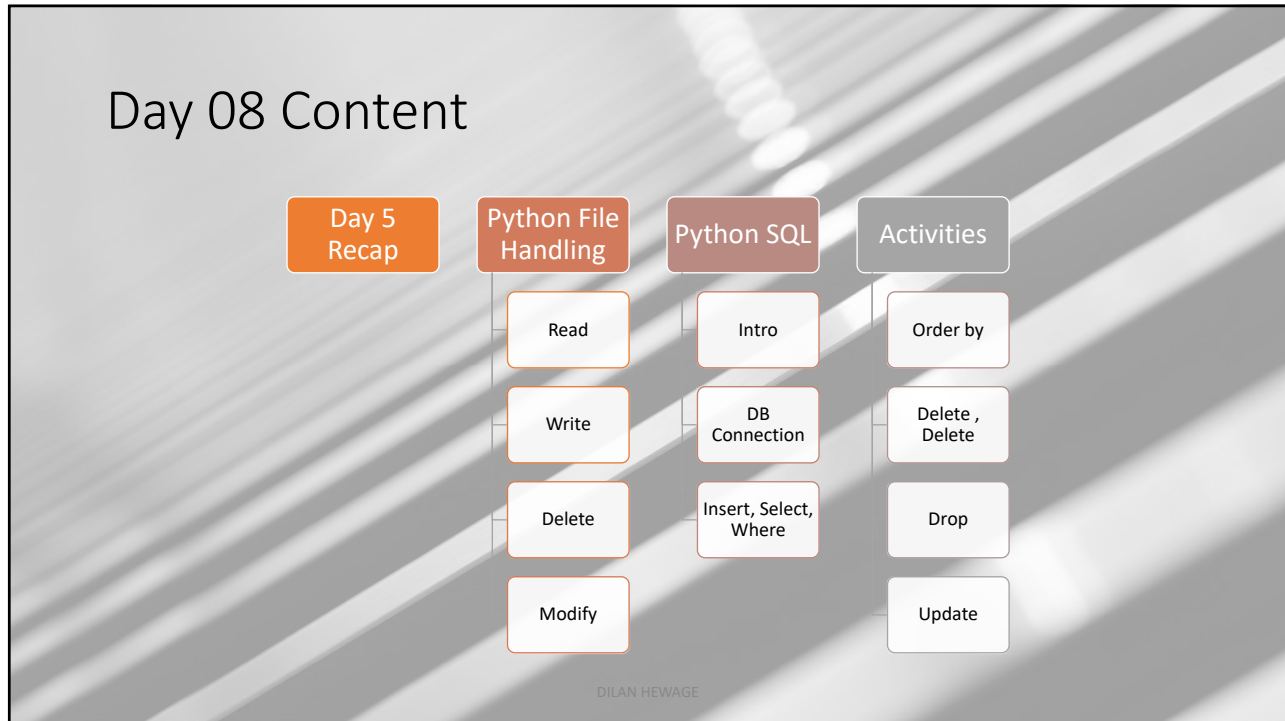 Day 08 Content
Day 5
Recap
Python File
Handling
Read
Write
Delete
Modify
Python SQL
Intro
DB
Connection
Insert, Select,
Where
Activities
Order by
Delete ,
Delete
Drop
Update
DILAN HEWAGE